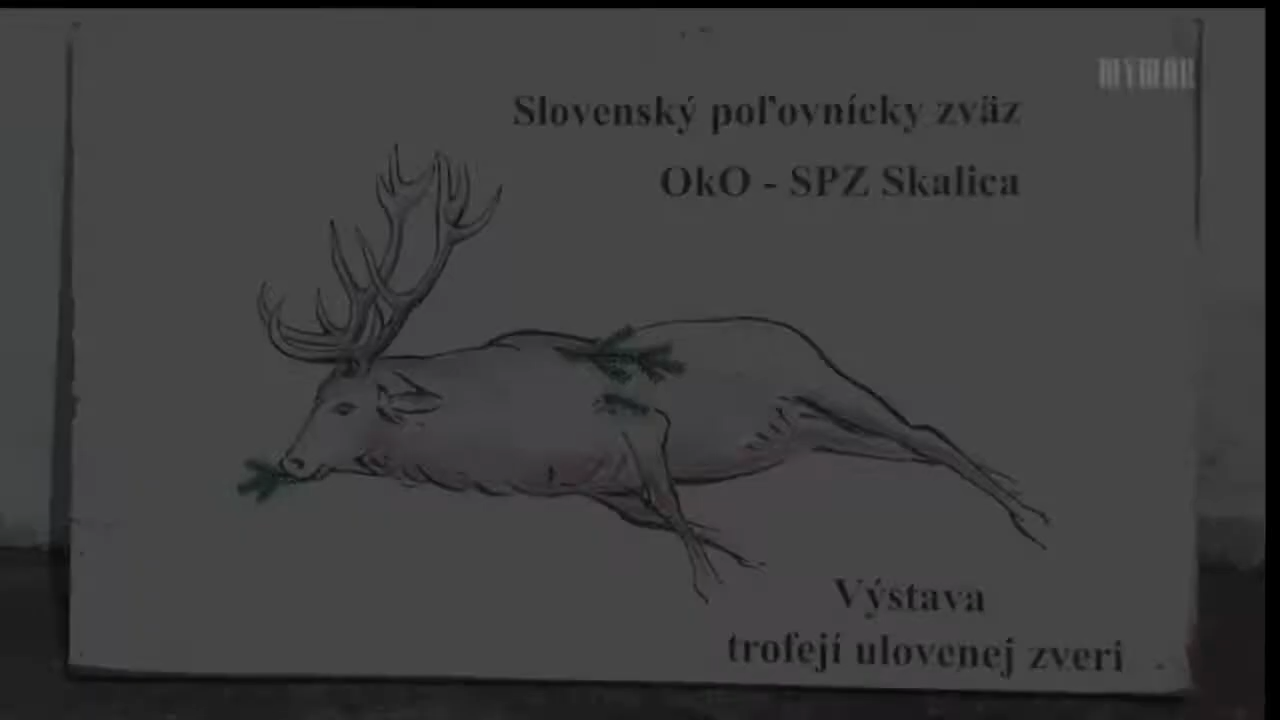 Slovenský poľovnícky zväz
OkO - SPZ Skalica
Výstava
trofejí ulovenej zveri